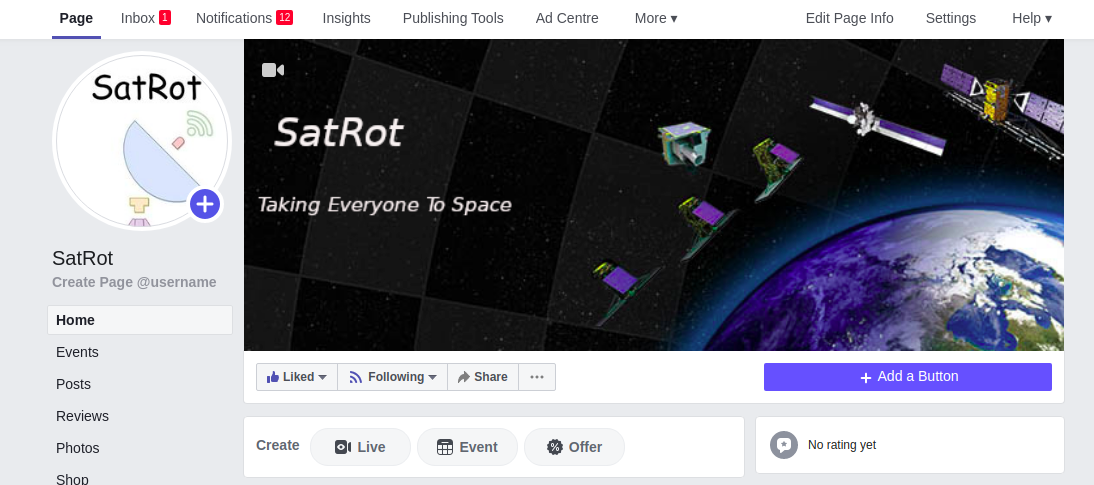 Page Inbox 1 Notifications 12 Insights Publishing Tools Ad Centre More ▾ Edit Page Info Settings Help ▾
SatRot
SatRot
Taking Everyone To Space
SatRot
Create Page @username
Home
Events
Posts
Reviews
Photos
Shop
Liked Following Share ... + Add a Button
Create Live Event Offer
No rating yet